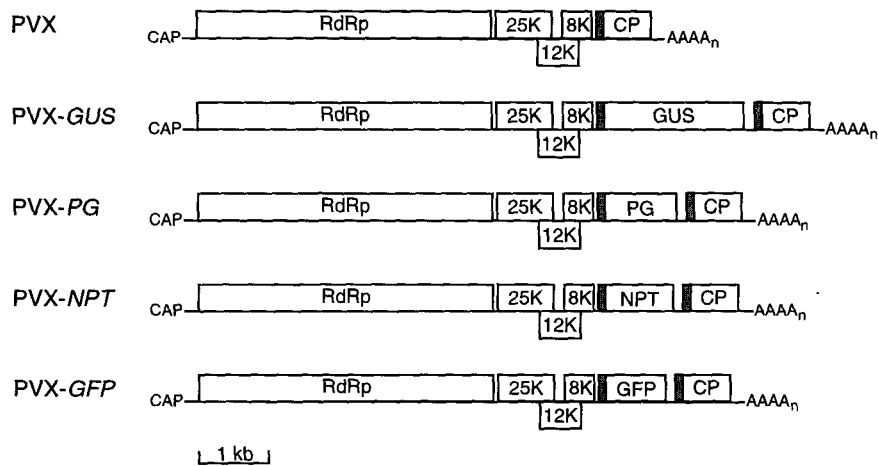 PVX CAP RdRp 25K 8K CP AAAAn
12K
PVX-GUS CAP RdRp 25K 8K GUS CP AAAAn
12K
PVX-PG CAP RdRp 25K 8K PG CP AAAAn
12K
PVX-NPT CAP RdRp 25K 8K NPT CP AAAAn
12K
PVX-GFP CAP RdRp 25K 8K GFP CP AAAAn
12K
1 kb